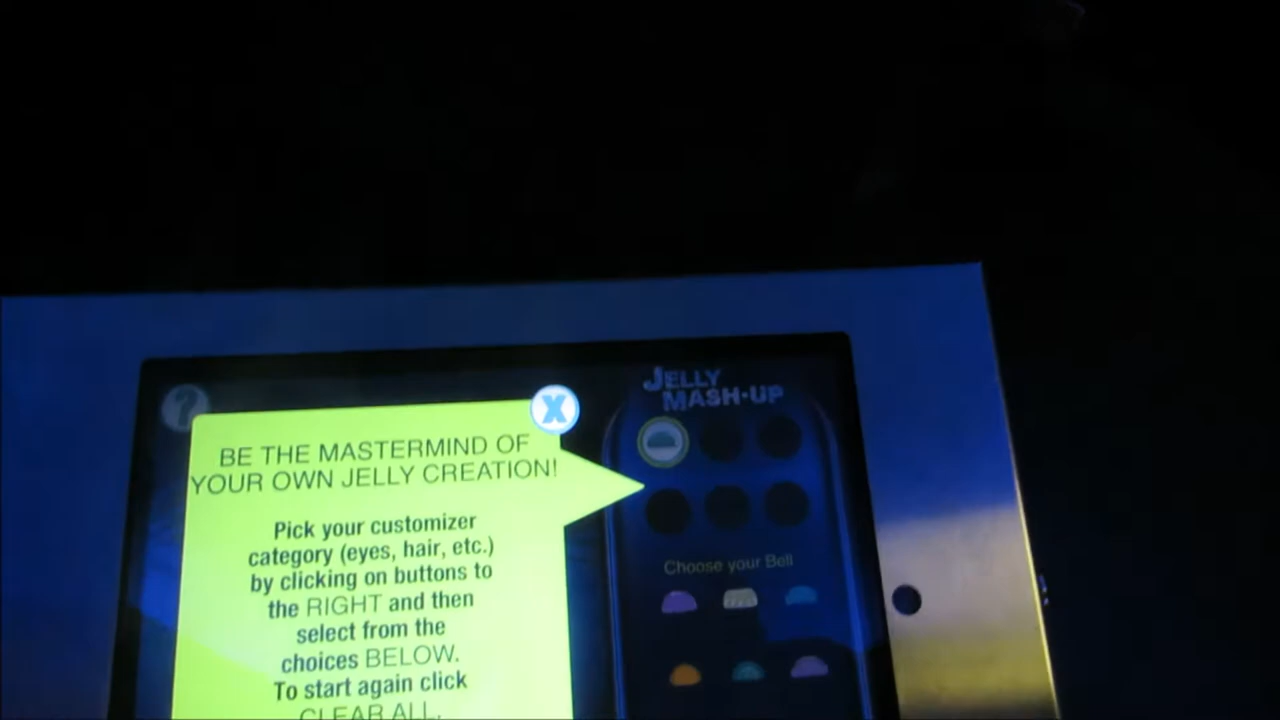 ?
X
JELLY
MASH-UP
BE THE MASTERMIND OF
YOUR OWN JELLY CREATION!
Pick your customizer
category (eyes, hair, etc.)
by clicking on buttons to
the RIGHT and then
select from the
choices BELOW.
To start again click
CLEAR ALL.
Choose your Bell